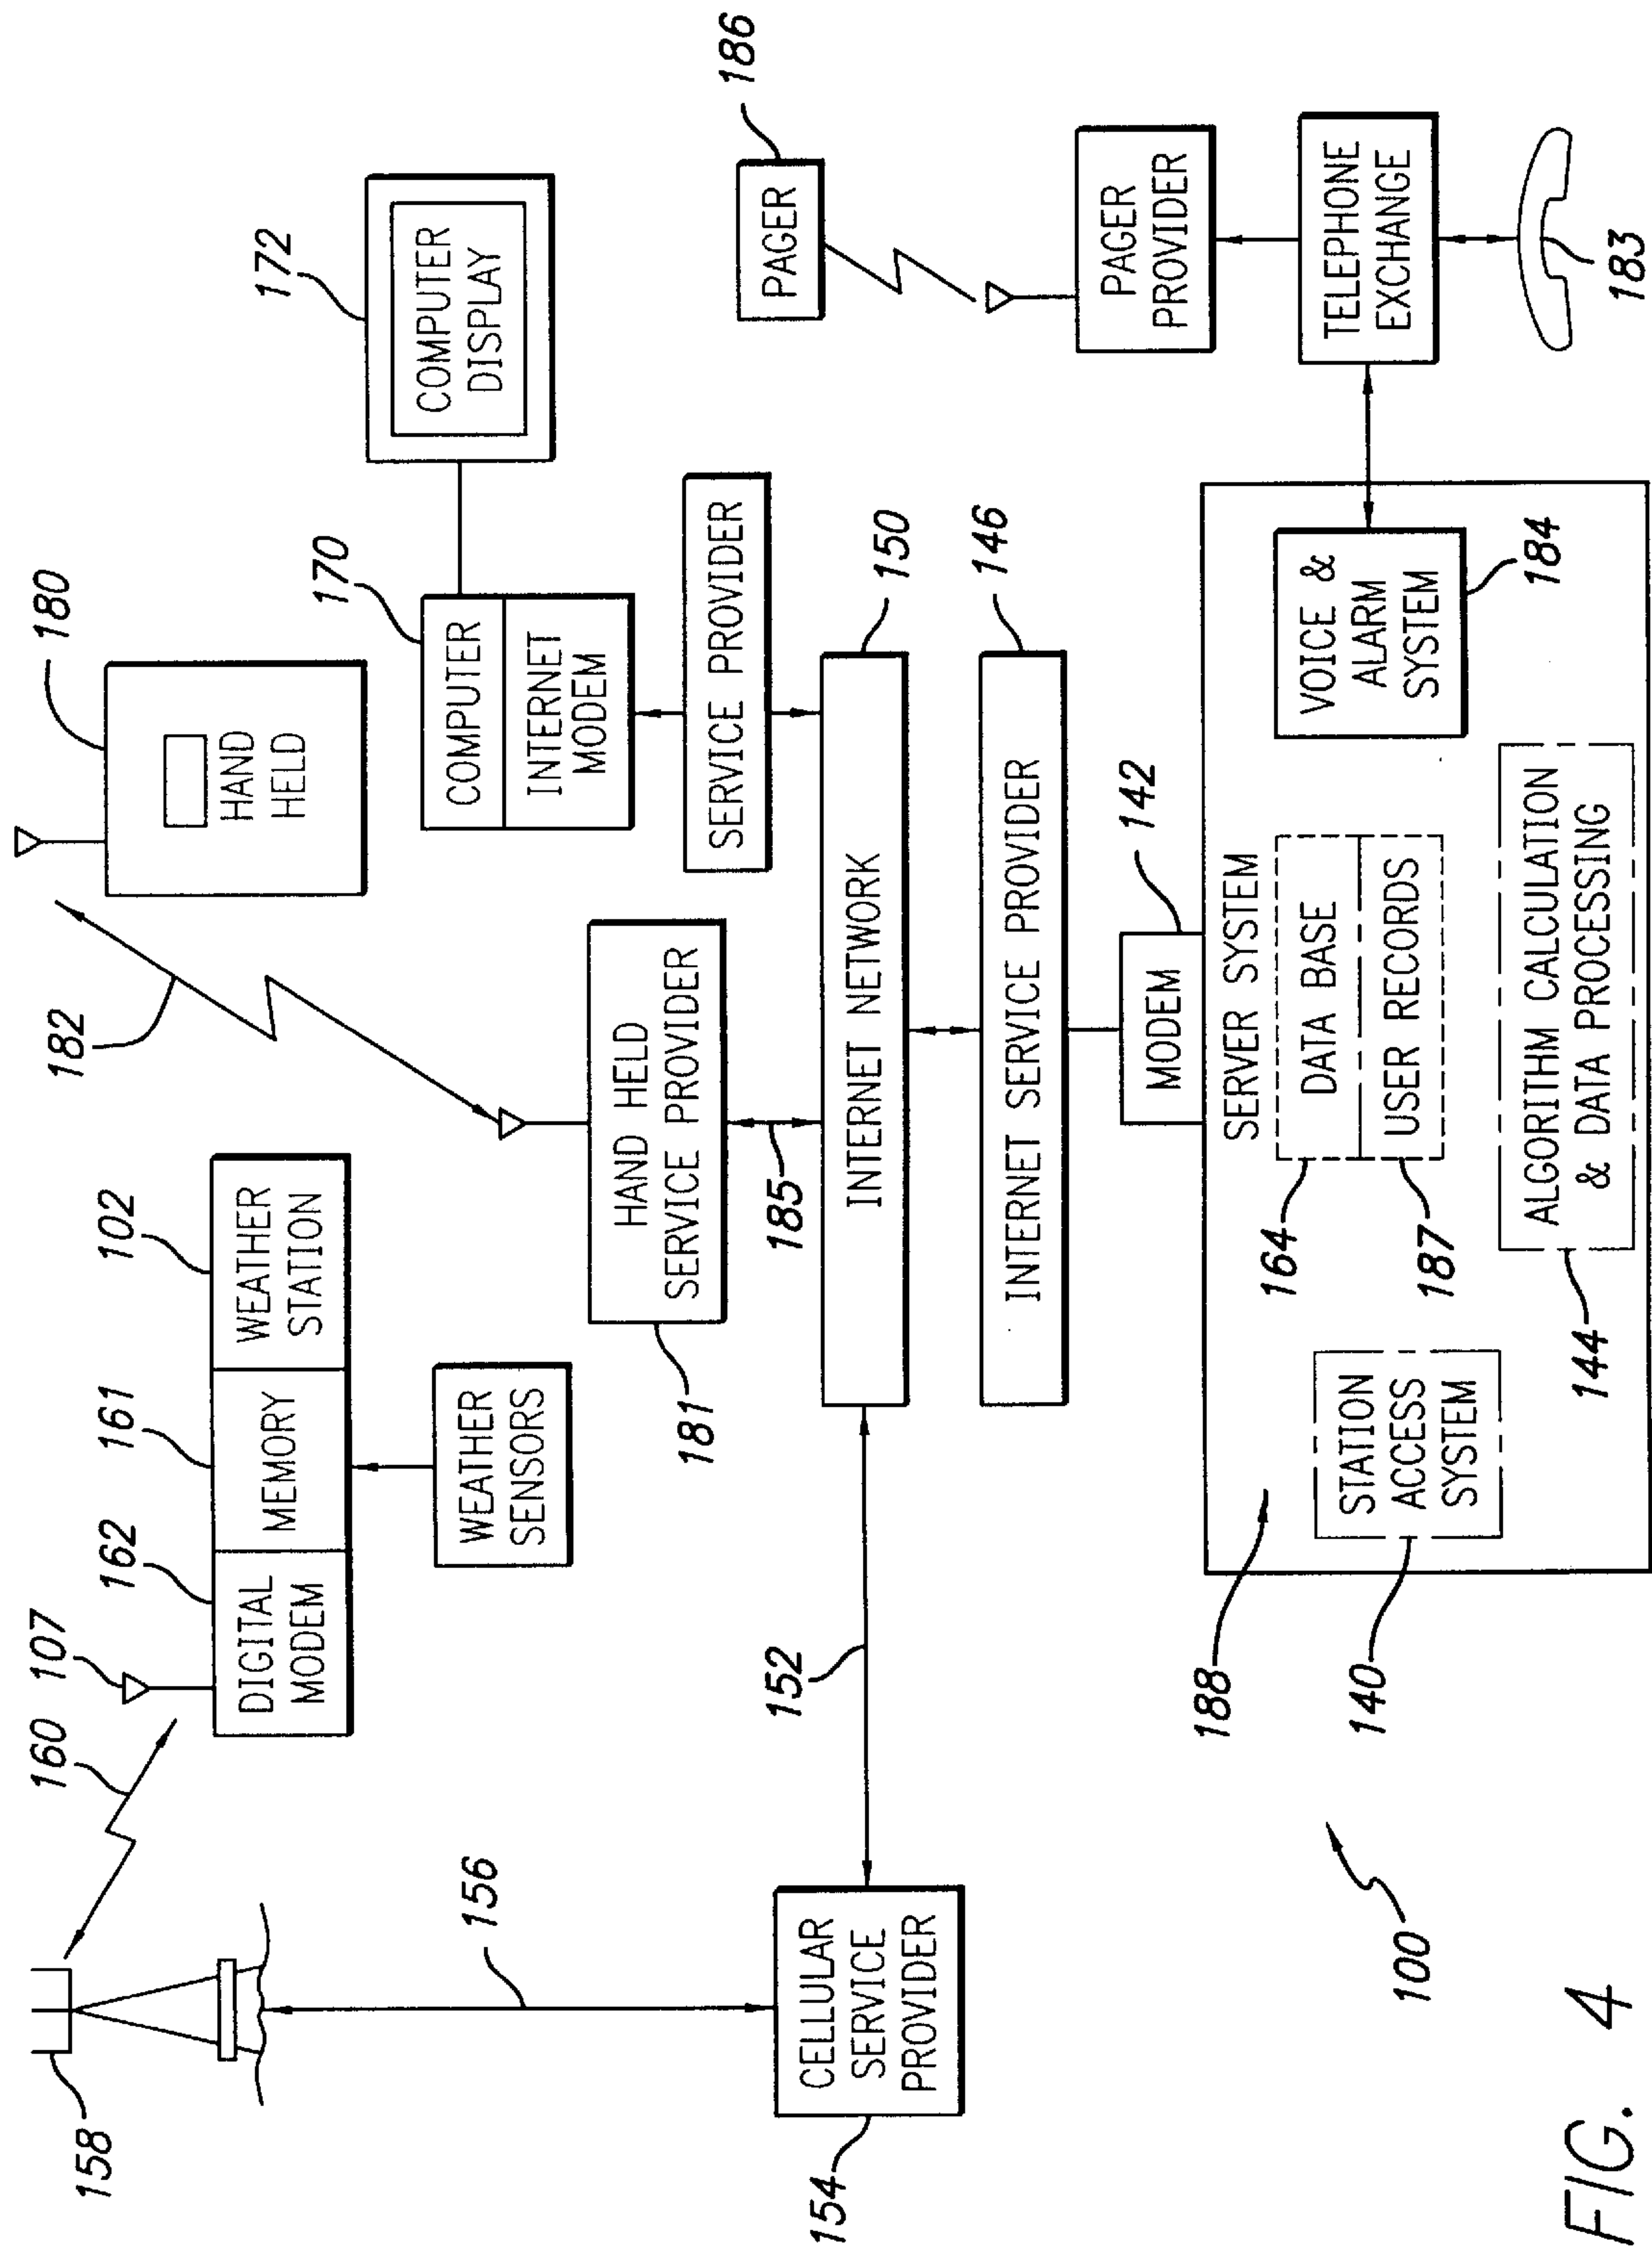 158
160
107
162
161
102
182
180
DIGITAL
MODEM
MEMORY
WEATHER
STATION
HAND
HELD
172
WEATHER
SENSORS
170
COMPUTER
DISPLAY
COMPUTER
INTERNET
MODEM
156
HAND HELD
SERVICE PROVIDER
181
SERVICE PROVIDER
186
PAGER
185
154
CELLULAR
SERVICE
PROVIDER
152
INTERNET NETWORK
150
INTERNET SERVICE PROVIDER
146
PAGER
PROVIDER
MODEM
142
188
SERVER SYSTEM
164
DATA BASE
187
USER RECORDS
VOICE &
ALARM
SYSTEM
184
TELEPHONE
EXCHANGE
183
140
STATION
ACCESS
SYSTEM
144
ALGORITHM CALCULATION
& DATA PROCESSING
100
FIG. 4